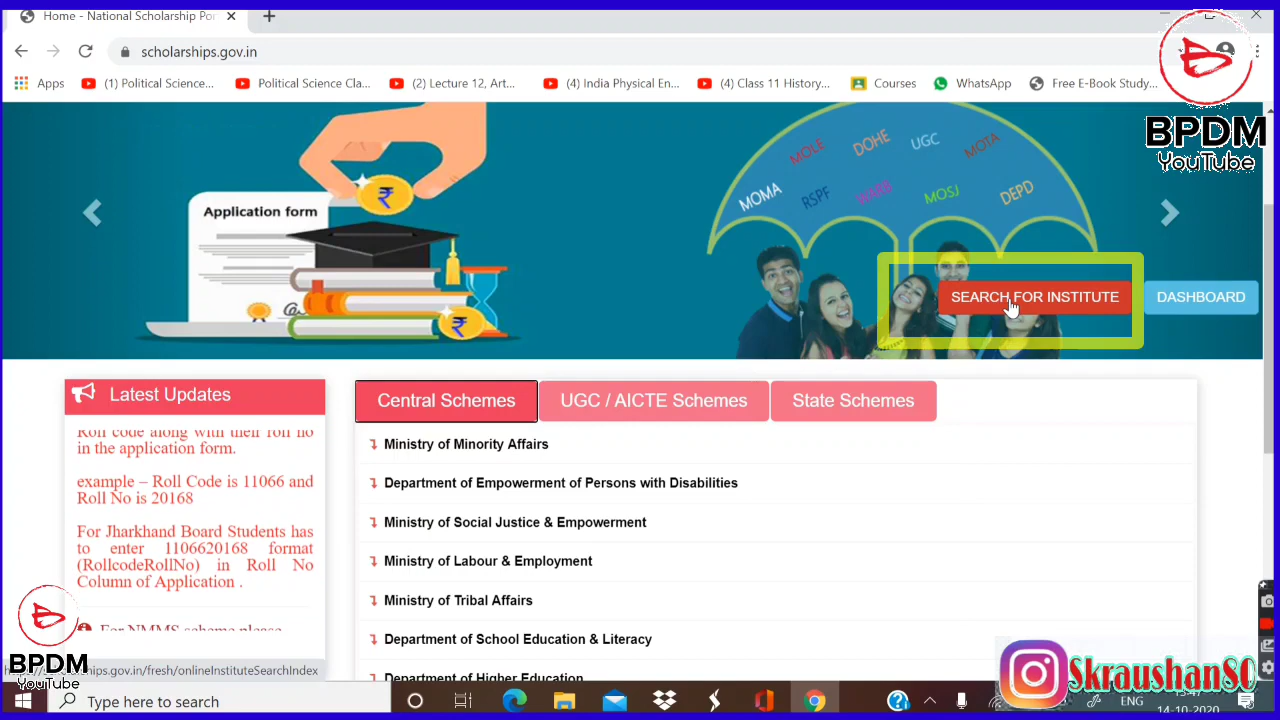 Home - National Scholarship Por
scholarships.gov.in
Apps
(1) Political Science...
Political Science Cla...
(2) Lecture 12, Art...
(4) India Physical En...
(4) Class 11 History...
Courses
WhatsApp
Free E-Book Study...
BPDM
YouTube
Application form
₹
₹
MOLE
DOHE
UGC
MOTA
MOMA
RSPF
MOSJ
DEPD
SEARCH FOR INSTITUTE
DASHBOARD
Latest Updates
Roll code along with their roll no
in the application form.
example – Roll Code is 11066 and
Roll No is 20168
For Jharkhand Board Students has
to enter 1106620168 format
(RollcodeRollNo) in Roll No
Column of Application .
For NMMS scheme please
Central Schemes
UGC / AICTE Schemes
State Schemes
Ministry of Minority Affairs
Department of Empowerment of Persons with Disabilities
Ministry of Social Justice & Empowerment
Ministry of Labour & Employment
Ministry of Tribal Affairs
Department of School Education & Literacy
Department of Higher Education
ships.gov.in/fresh/onlineInstituteSearchIndex
BPDM
YouTube
SkraushanSC
Type here to search
ENG
14-10-2020